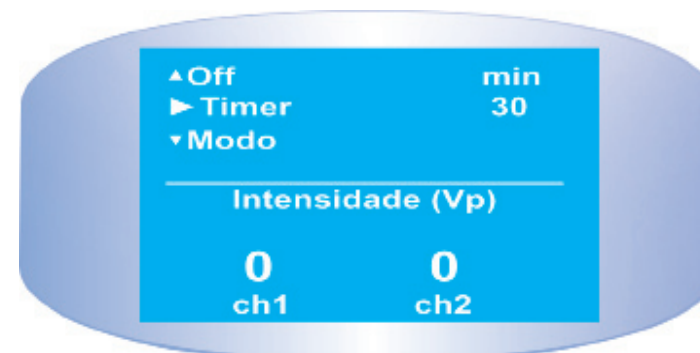 ▲Off min
►Timer 30
▼Modo
Intensidade (Vp)
0 0
ch1 ch2